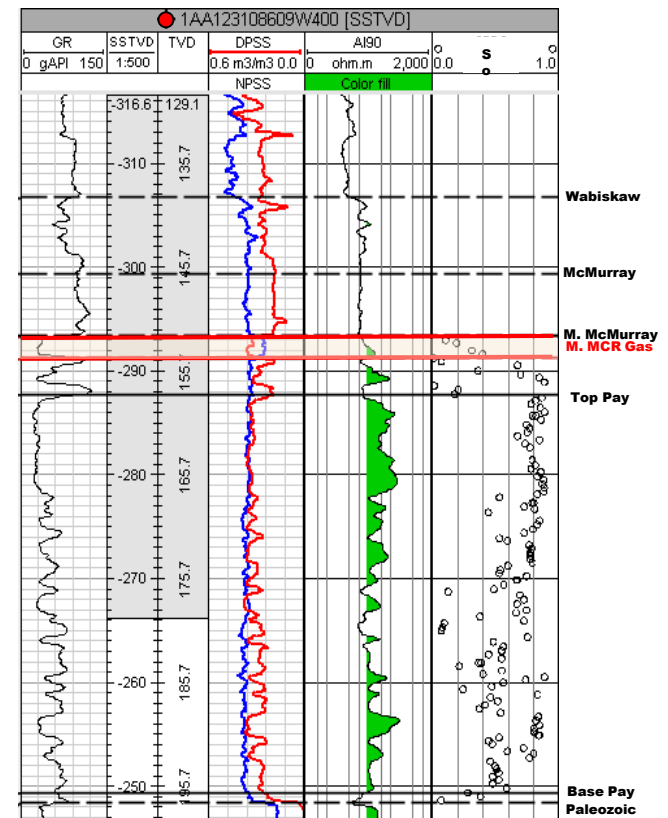 1AA123108609W400 [SSTVD]
GR SSTVD TVD DPSS AI90 S
0 gAPI 150 1:500 0.6 m3/m3 0.0 0 ohm.m 2,000 0.0 o 1.0
NPSS Color fill
-316.6 129.1
-310 135.7
Wabiskaw
-300 145.7
McMurray
M. McMurray
M. MCR Gas
-290 155.7
Top Pay
-280 165.7
-270 175.7
-260 185.7
-250 195.7
Base Pay
Paleozoic